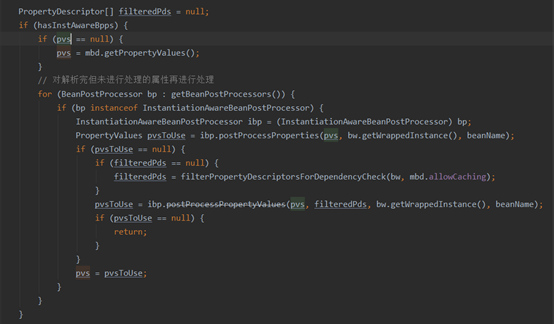 PropertyDescriptor[] filteredPds = null;
if (hasInstAwareBpps) {
if (pvs == null) {
pvs = mbd.getPropertyValues();
}
// 对解析完但未进行处理的属性再进行处理
for (BeanPostProcessor bp : getBeanPostProcessors()) {
if (bp instanceof InstantiationAwareBeanPostProcessor) {
InstantiationAwareBeanPostProcessor ibp = (InstantiationAwareBeanPostProcessor) bp;
PropertyValues pvsToUse = ibp.postProcessProperties(pvs, bw.getWrappedInstance(), beanName);
if (pvsToUse == null) {
if (filteredPds == null) {
filteredPds = filterPropertyDescriptorsForDependencyCheck(bw, mbd.allowCaching);
}
pvsToUse = ibp.postProcessPropertyValues(pvs, filteredPds, bw.getWrappedInstance(), beanName);
if (pvsToUse == null) {
return;
}
}
pvs = pvsToUse;
}
}
}